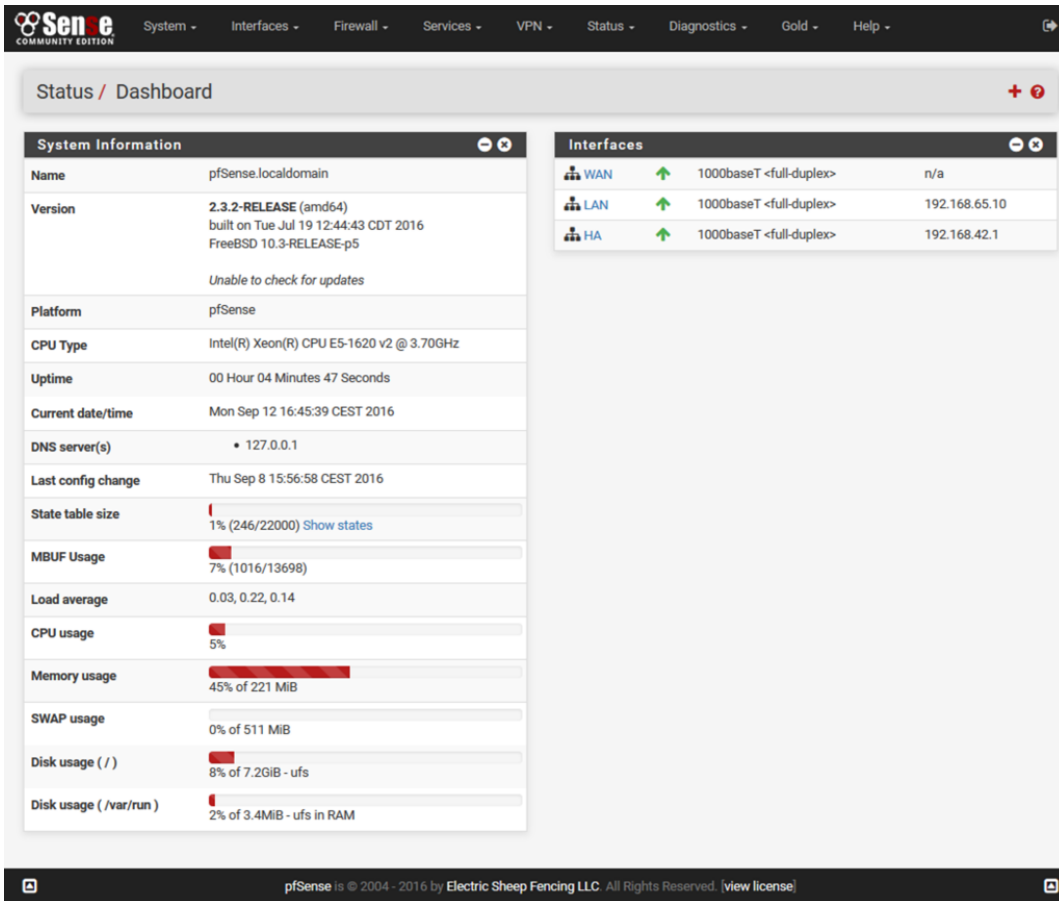 Sense
COMMUNITY EDITION
System Interfaces Firewall Services VPN Status Diagnostics Gold Help
Status / Dashboard
System Information
Name pfSense.localdomain
Version 2.3.2-RELEASE (amd64)
built on Tue Jul 19 12:44:43 CDT 2016
FreeBSD 10.3-RELEASE-p5
Unable to check for updates
Platform pfSense
CPU Type Intel(R) Xeon(R) CPU E5-1620 v2 @ 3.70GHz
Uptime 00 Hour 04 Minutes 47 Seconds
Current date/time Mon Sep 12 16:45:39 CEST 2016
DNS server(s) • 127.0.0.1
Last config change Thu Sep 8 15:56:58 CEST 2016
State table size
1% (246/22000) Show states
MBUF Usage
7% (1016/13698)
Load average 0.03, 0.22, 0.14
CPU usage
5%
Memory usage
45% of 221 MiB
SWAP usage
0% of 511 MiB
Disk usage ( / )
8% of 7.2GiB - ufs
Disk usage ( /var/run )
2% of 3.4MiB - ufs in RAM
Interfaces
WAN 1000baseT <full-duplex> n/a
LAN 1000baseT <full-duplex> 192.168.65.10
HA 1000baseT <full-duplex> 192.168.42.1
pfSense is © 2004 - 2016 by Electric Sheep Fencing LLC. All Rights Reserved. [view license]